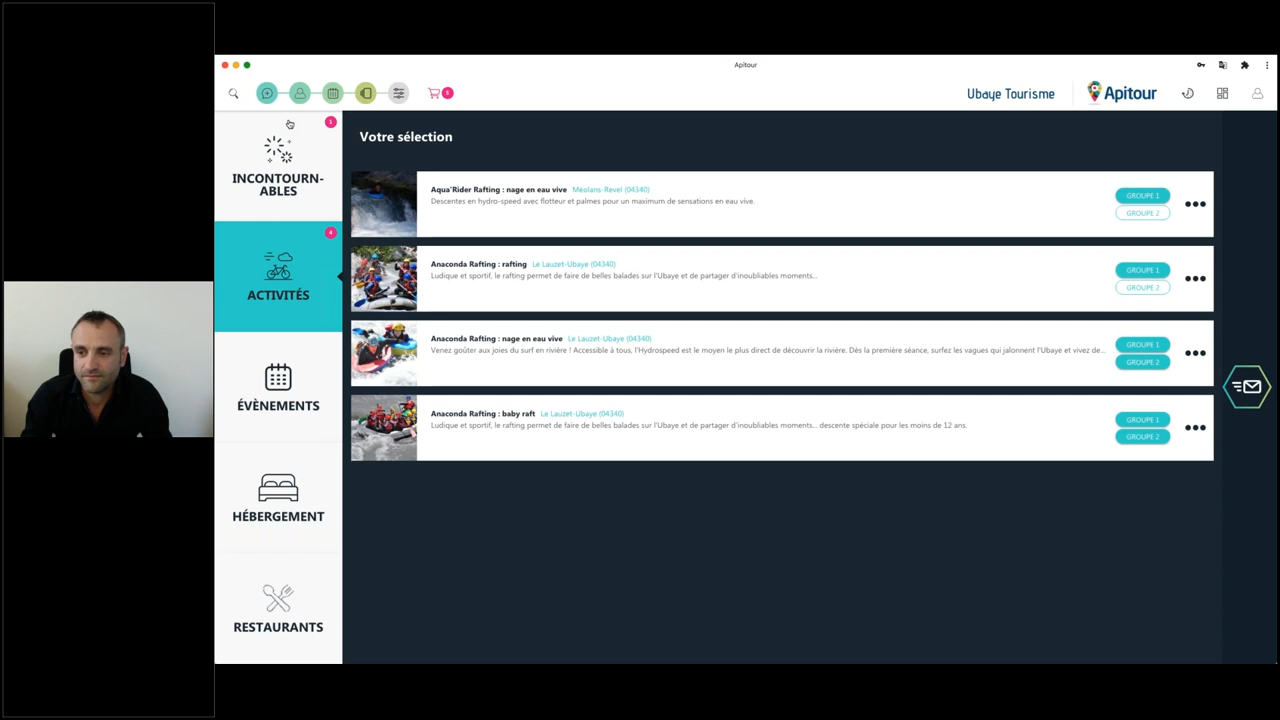 Apitour
5
Ubaye Tourisme
Apitour
1
INCONTOURN-
ABLES
4
ACTIVITÉS
ÉVÈNEMENTS
HÉBERGEMENT
RESTAURANTS
Votre sélection
Aqua'Rider Rafting : nage en eau vive Méolans-Revel (04340)
Descentes en hydro-speed avec flotteur et palmes pour un maximum de sensations en eau vive.
GROUPE 1
GROUPE 2
Anaconda Rafting : rafting Le Lauzet-Ubaye (04340)
Ludique et sportif, le rafting permet de faire de belles balades sur l'Ubaye et de partager d'inoubliables moments...
GROUPE 1
GROUPE 2
Anaconda Rafting : nage en eau vive Le Lauzet-Ubaye (04340)
Venez goûter aux joies du surf en rivière ! Accessible à tous, l'Hydrospeed est le moyen le plus direct de découvrir la rivière. Dès la première séance, surfez les vagues qui jalonnent l'Ubaye et vivez de...
GROUPE 1
GROUPE 2
Anaconda Rafting : baby raft Le Lauzet-Ubaye (04340)
Ludique et sportif, le rafting permet de faire de belles balades sur l'Ubaye et de partager d'inoubliables moments... descente spéciale pour les moins de 12 ans.
GROUPE 1
GROUPE 2